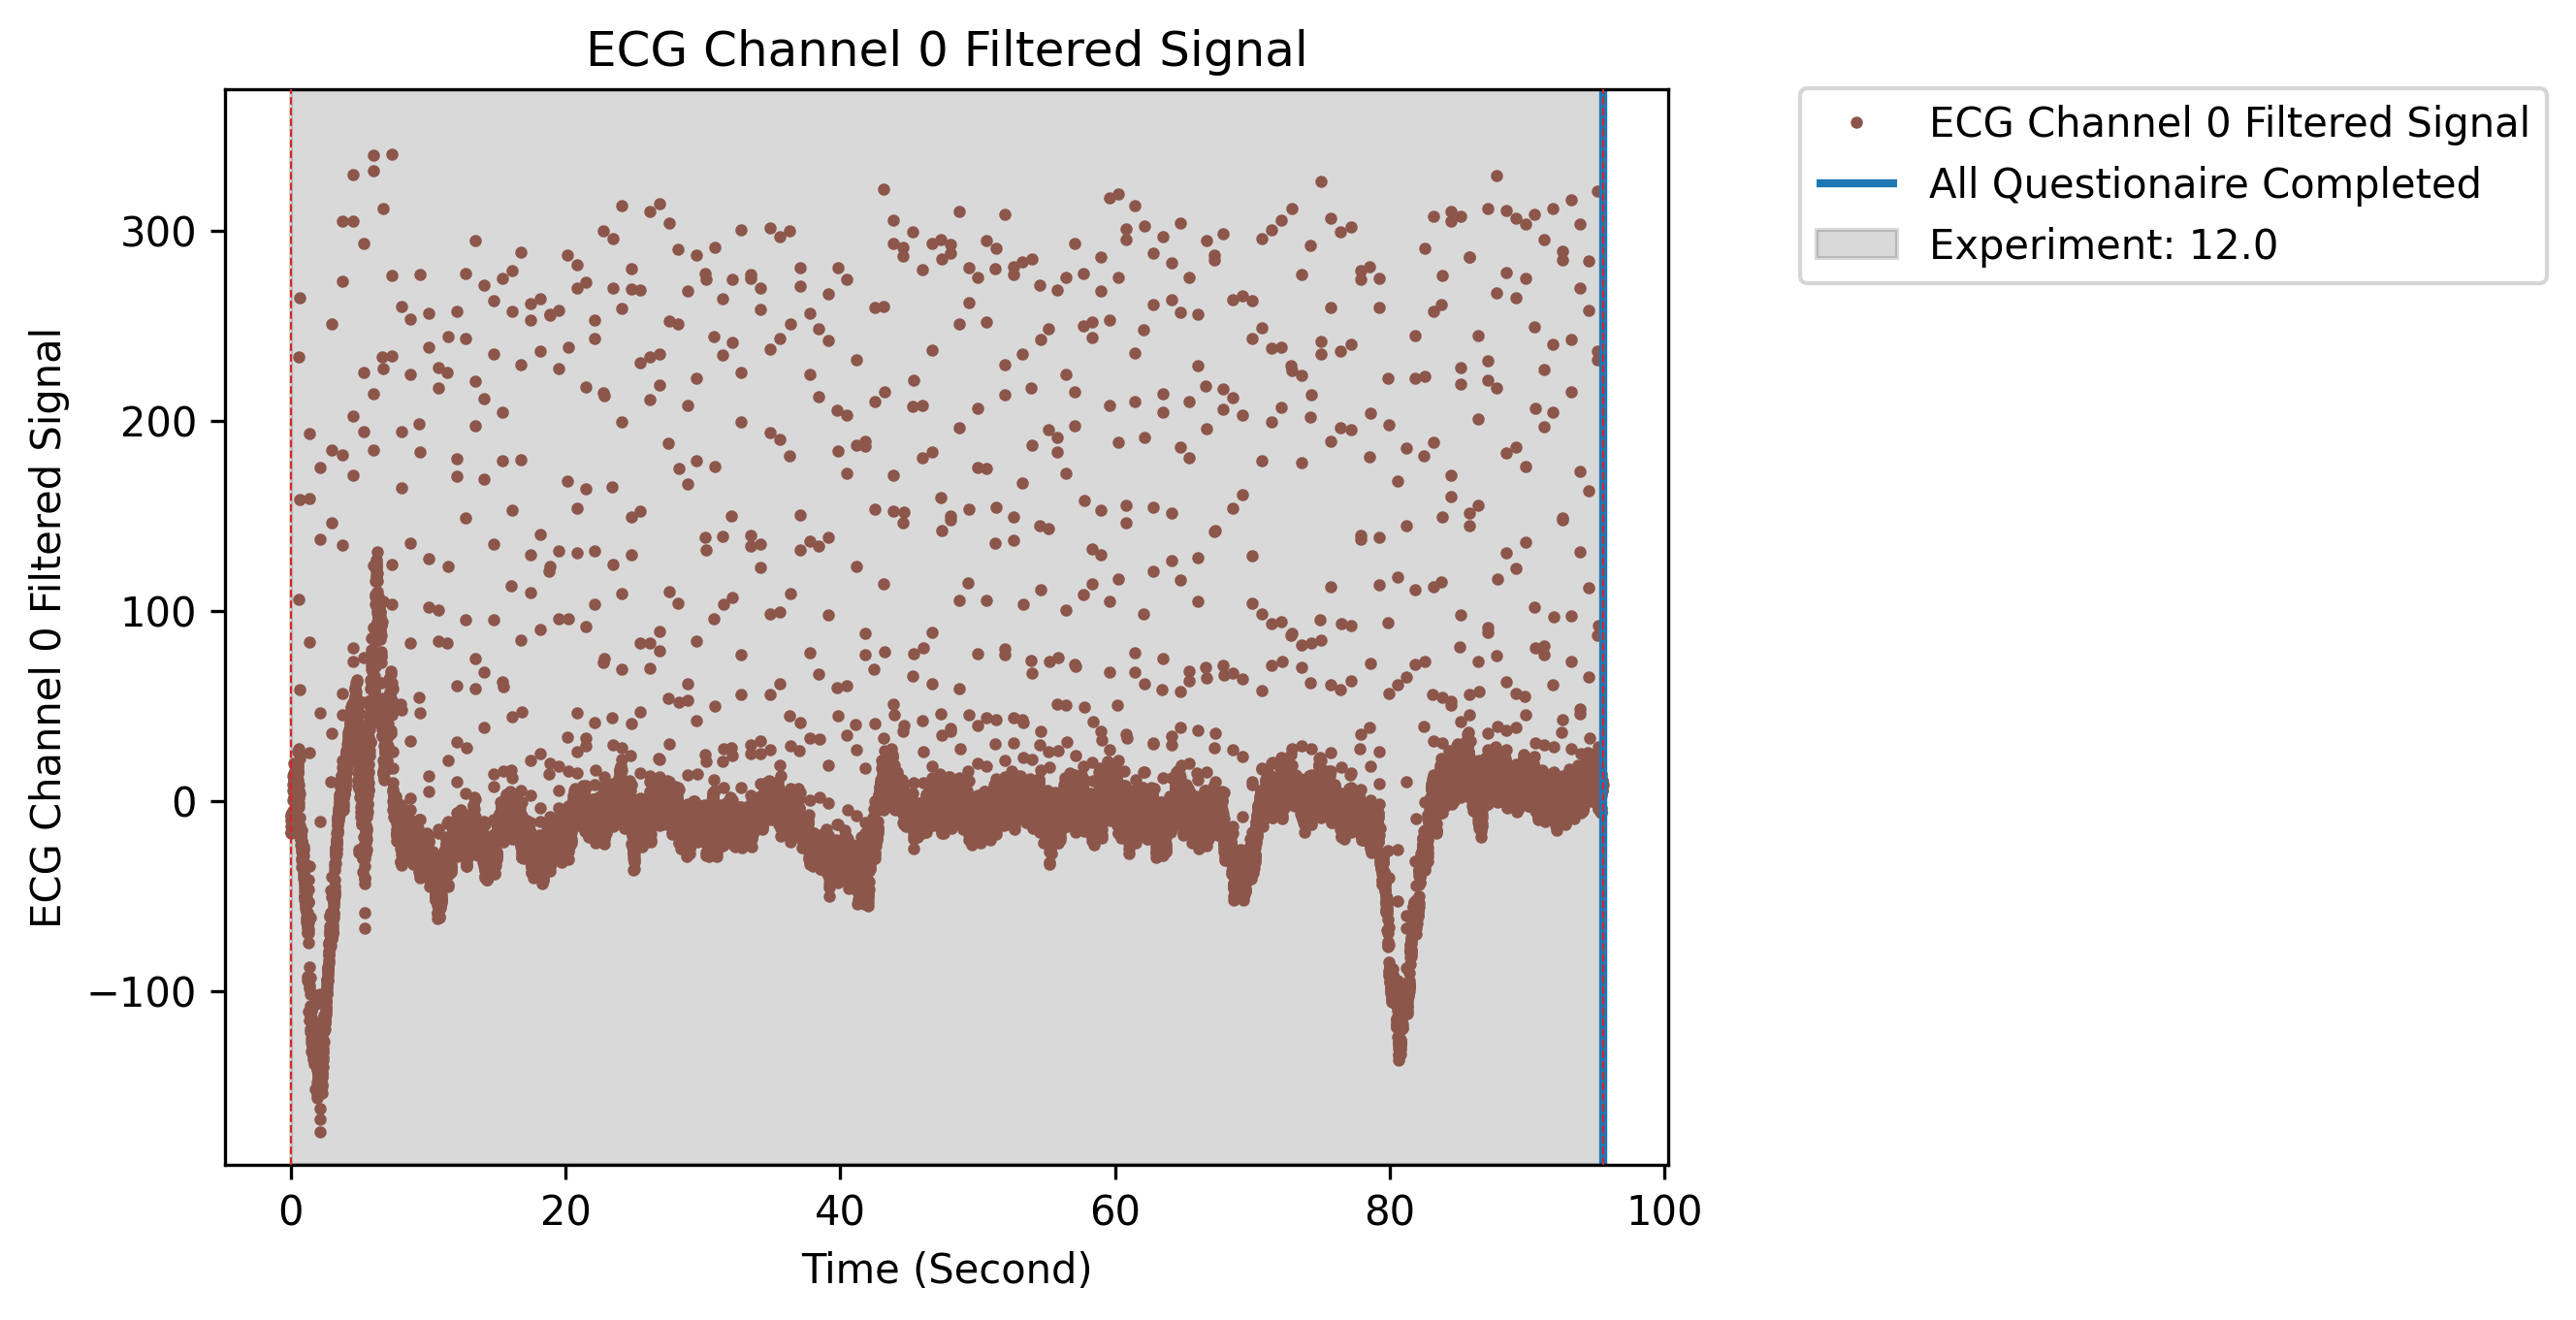 ECG Channel 0 Filtered Signal
ECG Channel 0 Filtered Signal
All Questionaire Completed
Experiment: 12.0
ECG Channel 0 Filtered Signal
300
200
100
0
−100
0 20 40 60 80 100
Time (Second)